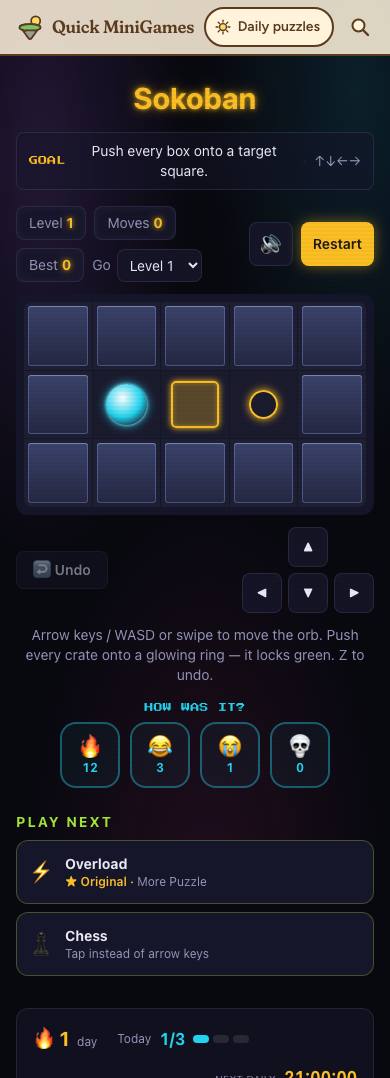 Quick MiniGames
Daily puzzles
Sokoban
GOAL
Push every box onto a target
square.
↑↓←→
Level 1
Moves 0
Best 0
Go
Level 1
Restart
Undo
Arrow keys / WASD or swipe to move the orb. Push
every crate onto a glowing ring — it locks green. Z to
undo.
HOW WAS IT?
12
3
1
0
PLAY NEXT
Overload
Original · More Puzzle
Chess
Tap instead of arrow keys
1 day
Today 1/3
NEXT DAILY 21:00:00